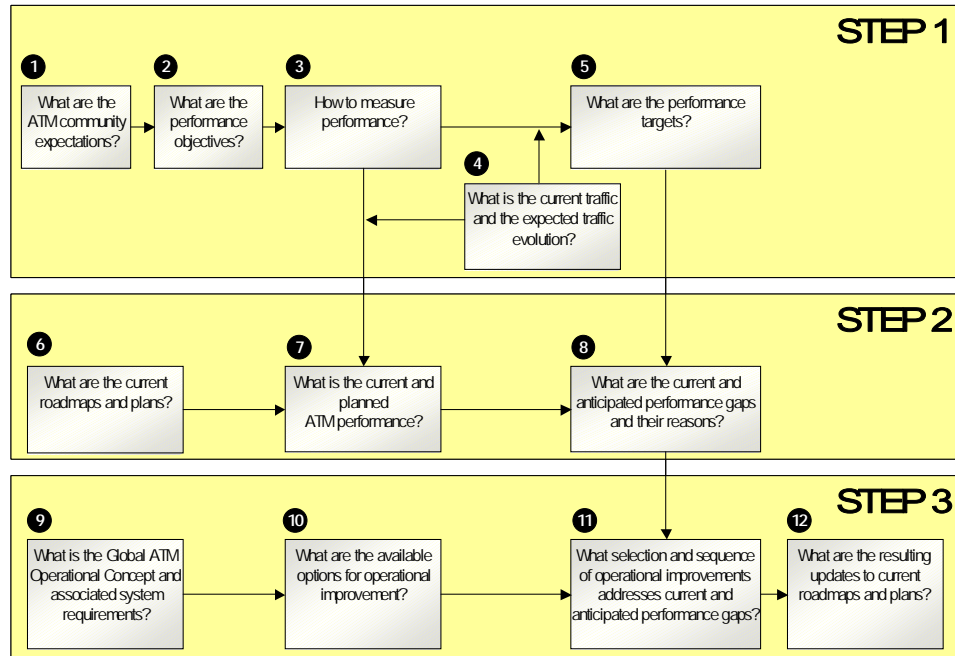 STEP 1
1
What are the
ATM community
expectations?
2
What are the
performance
objectives?
3
How to measure
performance?
5
What are the performance
targets?
4
What is the current traffic
and the expected traffic
evolution?
STEP 2
6
What are the current
roadmaps and plans?
7
What is the current and
planned
ATM performance?
8
What are the current and
anticipated performance gaps
and their reasons?
STEP 3
9
What is the Global ATM
Operational Concept and
associated system
requirements?
10
What are the available
options for operational
improvement?
11
What selection and sequence
of operational improvements
addresses current and
anticipated performance gaps?
12
What are the resulting
updates to current
roadmaps and plans?